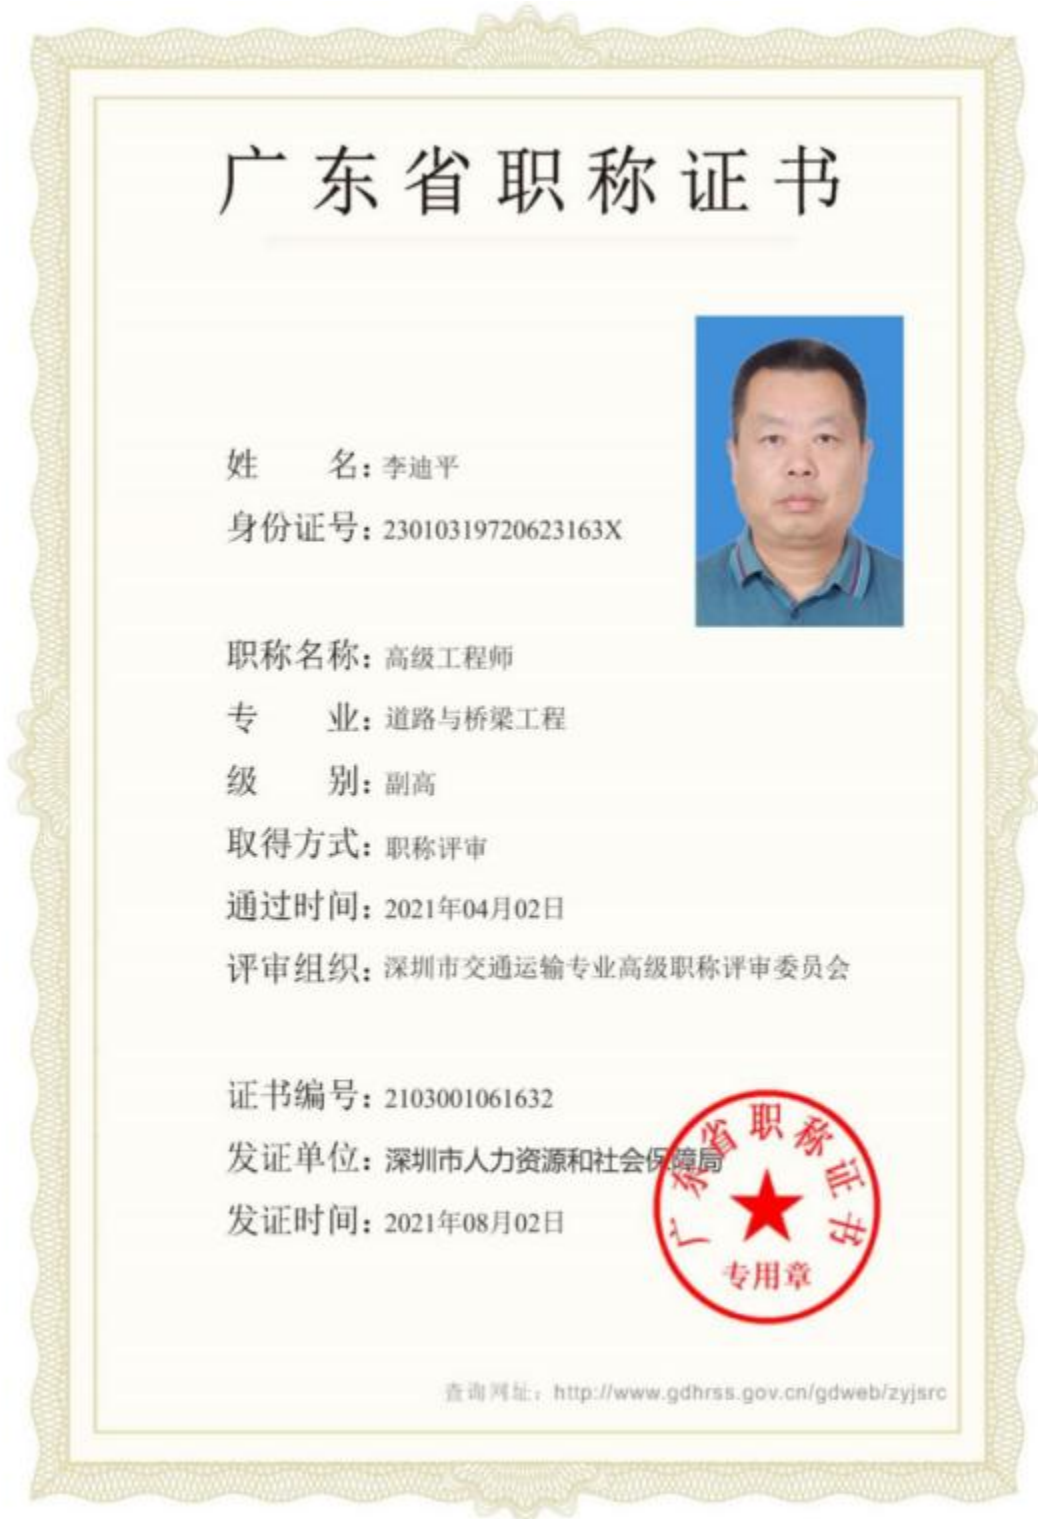 广东省职称证书
姓 名：李迪平
身份证号：23010319720623163X
职称名称：高级工程师
专 业：道路与桥梁工程
级 别：副高
取得方式：职称评审
通过时间：2021年04月02日
评审组织：深圳市交通运输专业高级职称评审委员会
证书编号：2103001061632
发证单位：深圳市人力资源和社会保障局
发证时间：2021年08月02日
广东省职称证书
专用章
查询网址：http://www.gdhrss.gov.cn/gdweb/zyjsrc